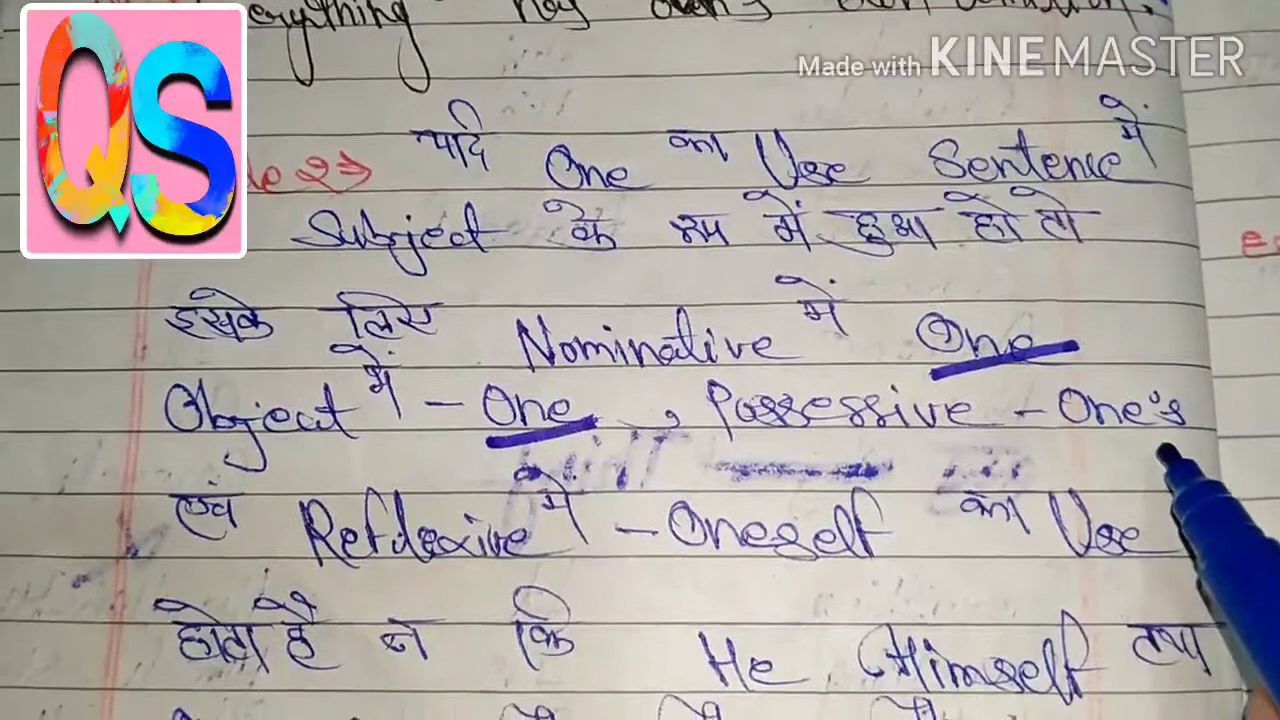 QS
Made with KINEMASTER
यदि One का Use Sentence में
Subject के रूप में हुआ हो तो
इसके लिए Nominative में One
Object में - One , Possessive - One's
एवं Reflexive में - Oneself का Use
होता है न कि He Himself तथा